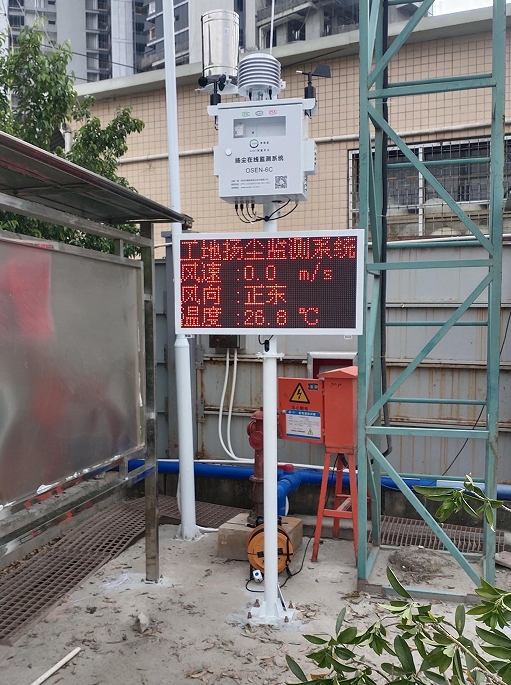 扬尘在线监测系统
OSEN-6C
工地扬尘监测系统
风速:0.0 m/s
风向:正东
温度:26.8 ℃